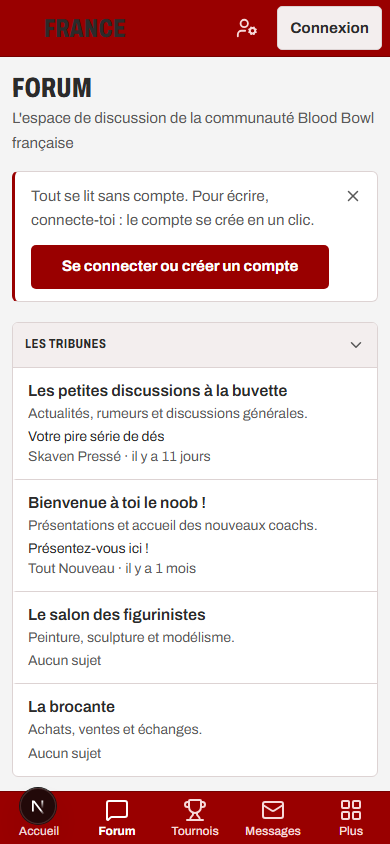 FRANCE
Connexion
FORUM
L'espace de discussion de la communauté Blood Bowl
française
Tout se lit sans compte. Pour écrire,
connecte-toi : le compte se crée en un clic.
Se connecter ou créer un compte
LES TRIBUNES
Les petites discussions à la buvette
Actualités, rumeurs et discussions générales.
Votre pire série de dés
Skaven Pressé · il y a 11 jours
Bienvenue à toi le noob !
Présentations et accueil des nouveaux coachs.
Présentez-vous ici !
Tout Nouveau · il y a 1 mois
Le salon des figurinistes
Peinture, sculpture et modélisme.
Aucun sujet
La brocante
Achats, ventes et échanges.
Aucun sujet
N
Accueil Forum Tournois Messages Plus